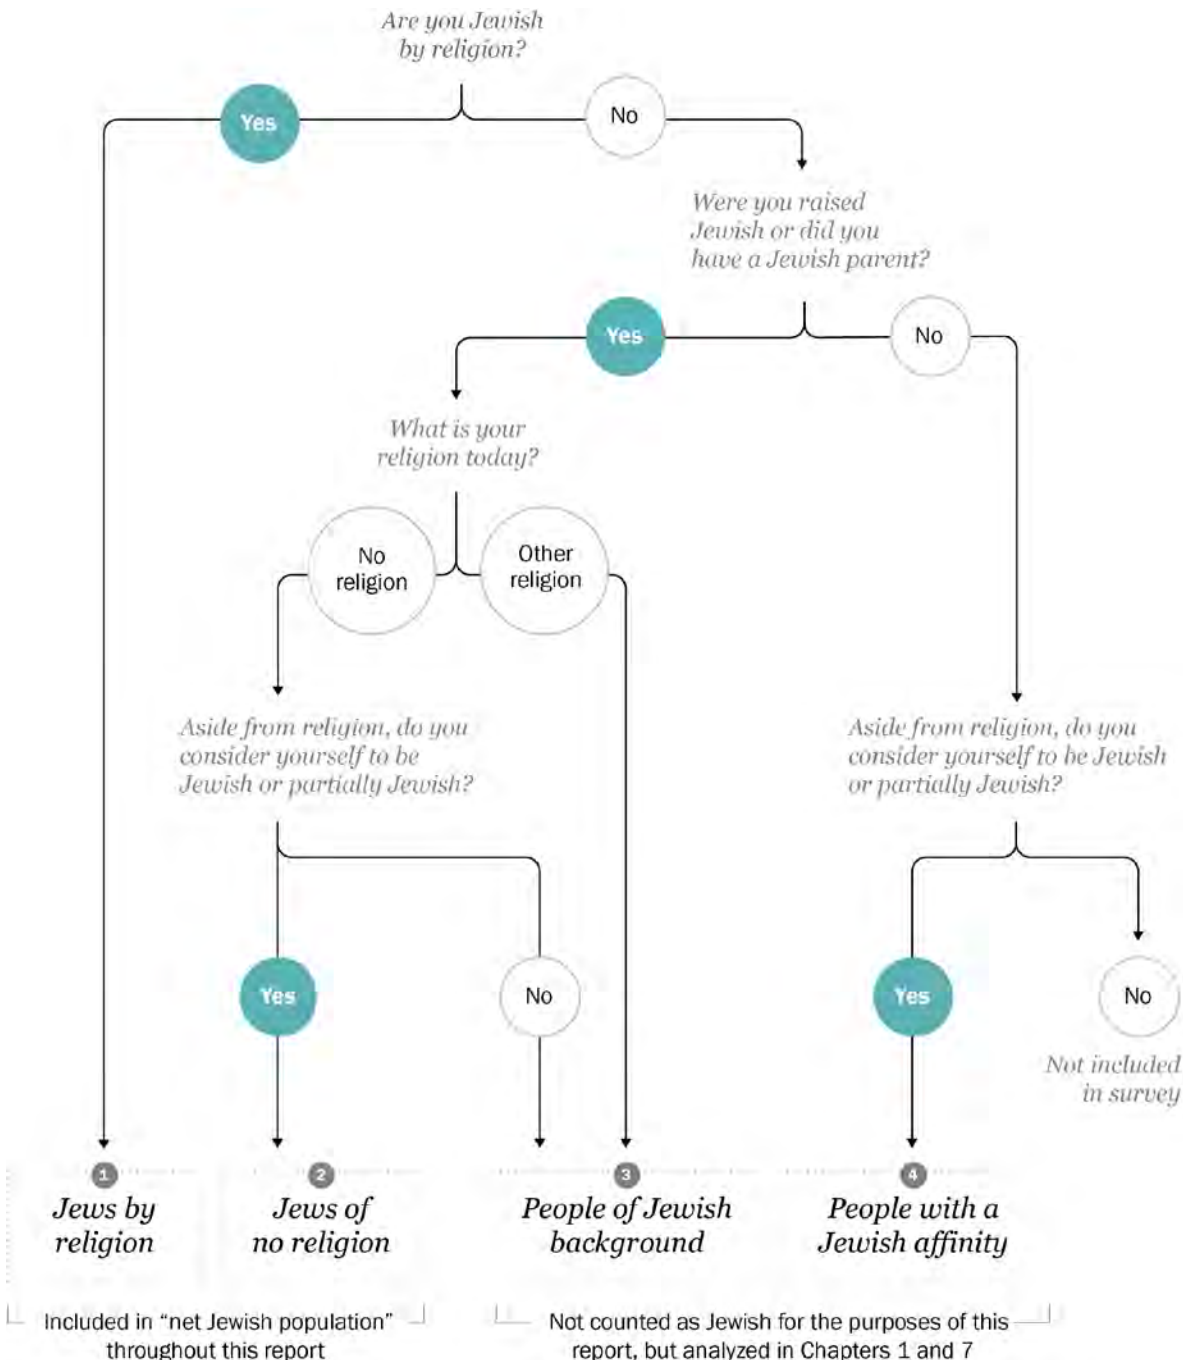 Are you Jewish
by religion?
Yes
No
Were you raised
Jewish or did you
have a Jewish parent?
Yes
No
What is your
religion today?
No
religion
Other
religion
Aside from religion, do you
consider yourself to be
Jewish or partially Jewish?
Aside from religion, do you
consider yourself to be Jewish
or partially Jewish?
Yes
No
Yes
No
Not included
in survey
1
Jews by
religion
2
Jews of
no religion
3
People of Jewish
background
4
People with a
Jewish affinity
Included in “net Jewish population”
throughout this report
Not counted as Jewish for the purposes of this
report, but analyzed in Chapters 1 and 7